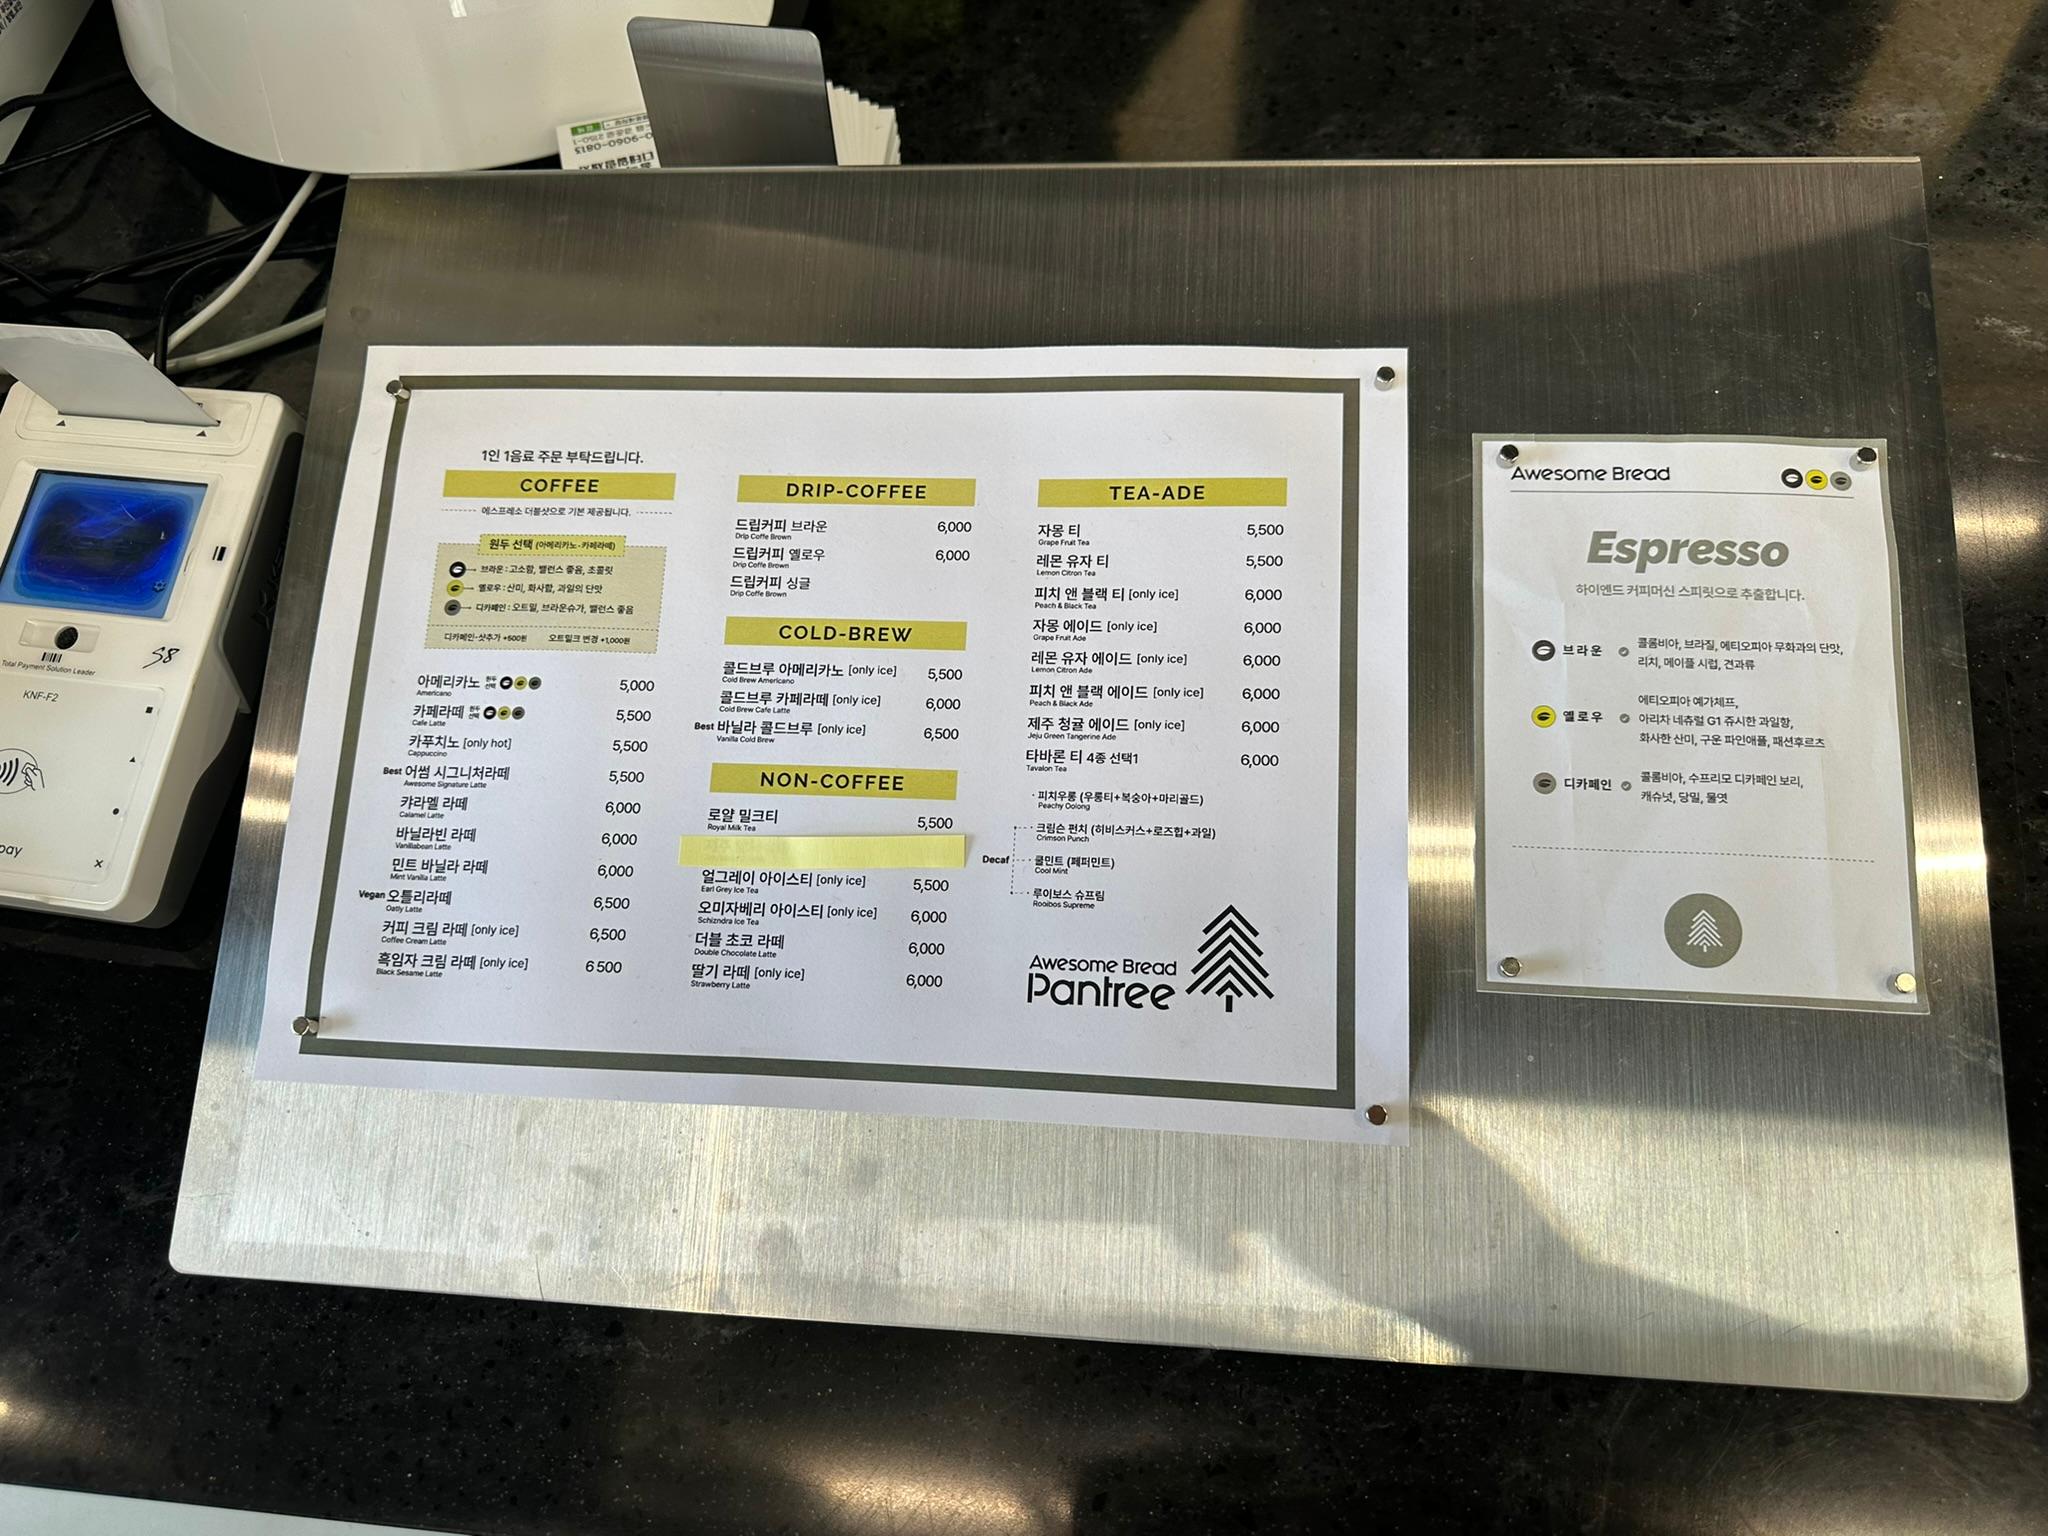 1인 1음료 주문 부탁드립니다.
COFFEE
에스프레소 더블샷으로 기본 제공됩니다.
원두 선택 (아메리카노·카페라떼)
브라운 : 고소함, 밸런스 좋음, 초콜릿
옐로우 : 산미, 화사함, 과일의 단맛
디카페인 : 오트밀, 브라운슈가, 밸런스 좋음
디카페인·샷추가 +500원 오트밀크 변경 +1,000원
아메리카노 원두 선택 5,000
Americano
카페라떼 원두 선택 5,500
Cafe Latte
카푸치노 [only hot] 5,500
Cappuccino
Best 어썸 시그니처라떼 5,500
Awesome Signature Latte
캬라멜 라떼 6,000
Calamel Latte
바닐라빈 라떼 6,000
Vanillabean Latte
민트 바닐라 라떼 6,000
Mint Vanilla Latte
Vegan 오틀리라떼 6,500
Oatly Latte
커피 크림 라떼 [only ice] 6,500
Coffee Cream Latte
흑임자 크림 라떼 [only ice] 6 500
Black Sesame Latte
DRIP-COFFEE
드립커피 브라운 6,000
Drip Coffe Brown
드립커피 옐로우 6,000
Drip Coffe Brown
드립커피 싱글
Drip Coffe Brown
COLD-BREW
콜드브루 아메리카노 [only ice] 5,500
Cold Brew Americano
콜드브루 카페라떼 [only ice] 6,000
Cold Brew Cafe Latte
Best 바닐라 콜드브루 [only ice] 6,500
Vanilla Cold Brew
NON-COFFEE
로얄 밀크티 5,500
Royal Milk Tea
얼그레이 아이스티 [only ice] 5,500
Earl Grey Ice Tea
오미자베리 아이스티 [only ice] 6,000
Schizndra Ice Tea
더블 초코 라떼 6,000
Double Chocolate Latte
딸기 라떼 [only ice] 6,000
Strawberry Latte
TEA-ADE
자몽 티 5,500
Grape Fruit Tea
레몬 유자 티 5,500
Lemon Citron Tea
피치 앤 블랙 티 [only ice] 6,000
Peach & Black Tea
자몽 에이드 [only ice] 6,000
Grape Fruit Ade
레몬 유자 에이드 [only ice] 6,000
Lemon Citron Ade
피치 앤 블랙 에이드 [only ice] 6,000
Peach & Black Ade
제주 청귤 에이드 [only ice] 6,000
Jeju Green Tangerine Ade
타바론 티 4종 선택1 6,000
Tavalon Tea
· 피치우롱 (우롱티+복숭아+마리골드)
Peachy Oolong
크림슨 펀치 (히비스커스+로즈힙+과일)
Crimson Punch
Decaf 쿨민트 (페퍼민트)
Cool Mint
루이보스 슈프림
Rooibos Supreme
Awesome Bread
Pantree
Awesome Bread
Espresso
하이엔드 커피머신 스피릿으로 추출합니다.
브라운 콜롬비아, 브라질, 에티오피아 무화과의 단맛,
리치, 메이플 시럽, 견과류
옐로우 에티오피아 예가체프,
아리차 네츄럴 G1 쥬시한 과일향,
화사한 산미, 구운 파인애플, 패션후르츠
디카페인 콜롬비아, 수프리모 디카페인 보리,
캐슈넛, 당밀, 물엿
Total Payment Solution Leader
S8
KNF-F2
pay